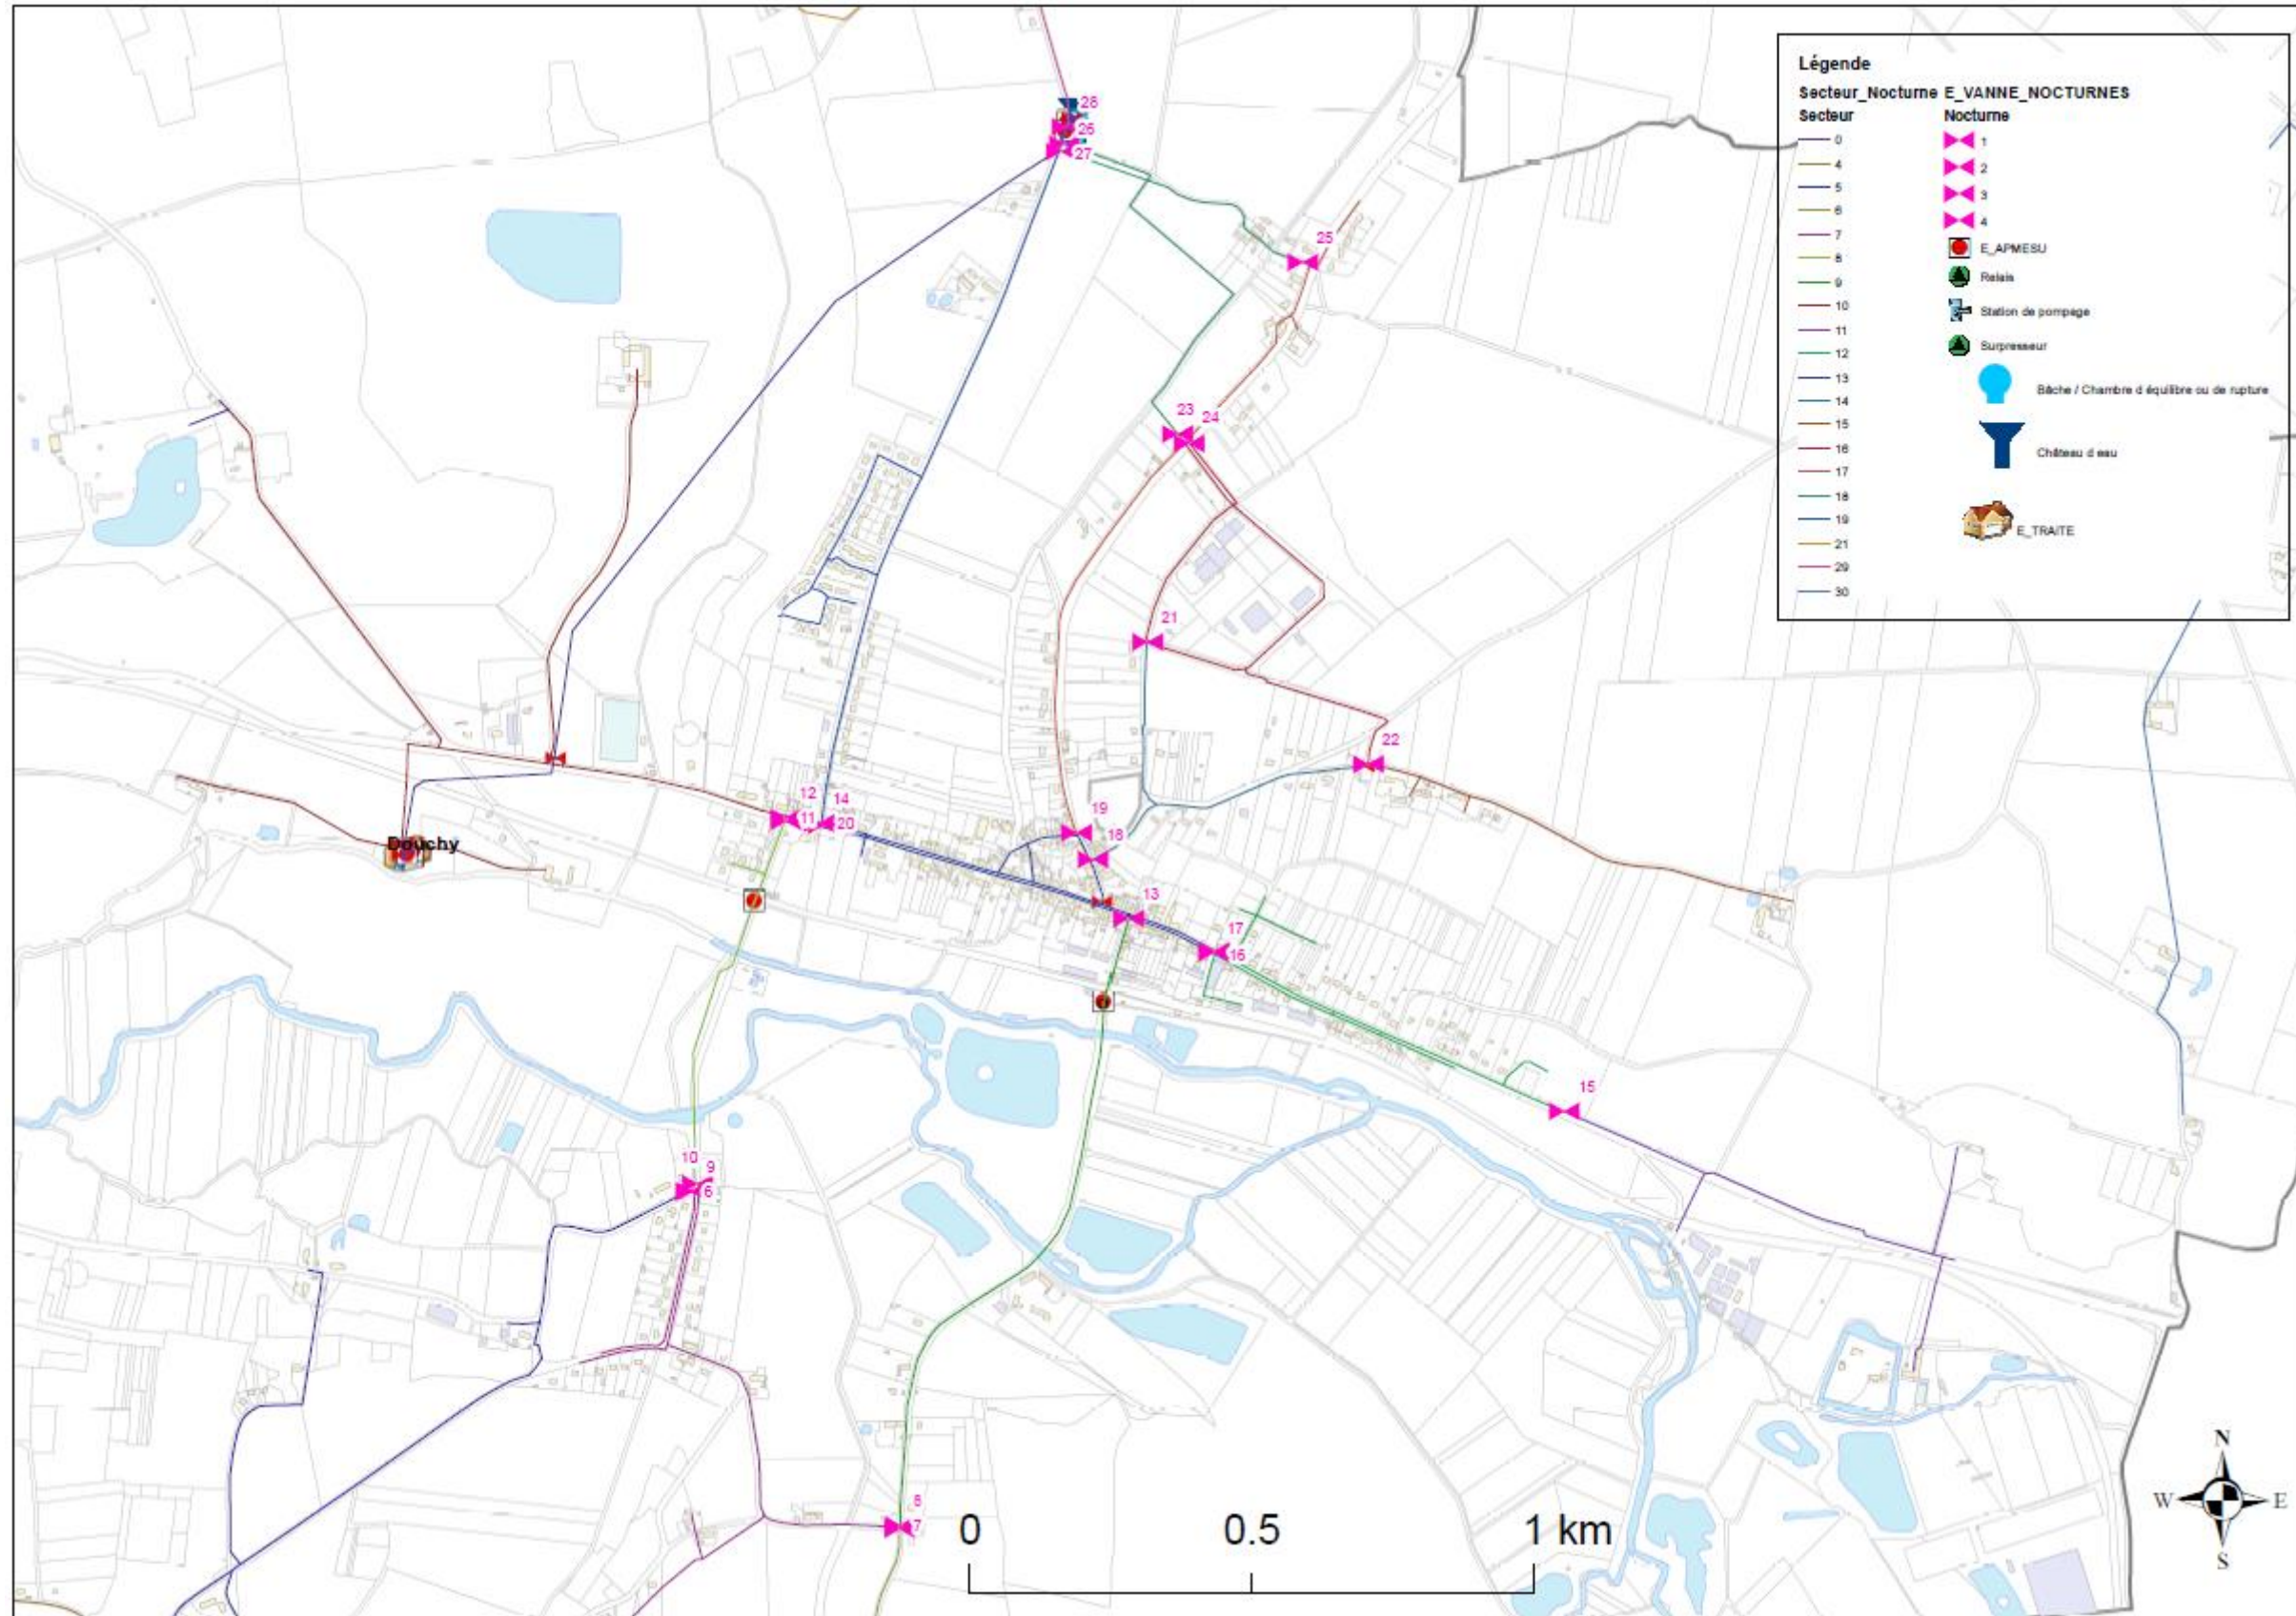 Légende
Secteur_Nocturne E_VANNE_NOCTURNES
Secteur Nocturne
0 1
4 2
5 3
6 4
7 E_APMESU
8 Relais
9
10 Station de pompage
11 Surpresseur
12
13 Bâche / Chambre d équilibre ou de rupture
14
15
16 Château d eau
17
18
19 E_TRAITE
21
29
30
28
26
27
25
23 24
21
22
12 14
11 20
19
18
Douchy
13
17
16
15
10 9
6
8
7
0 0.5 1 km
N
W E
S